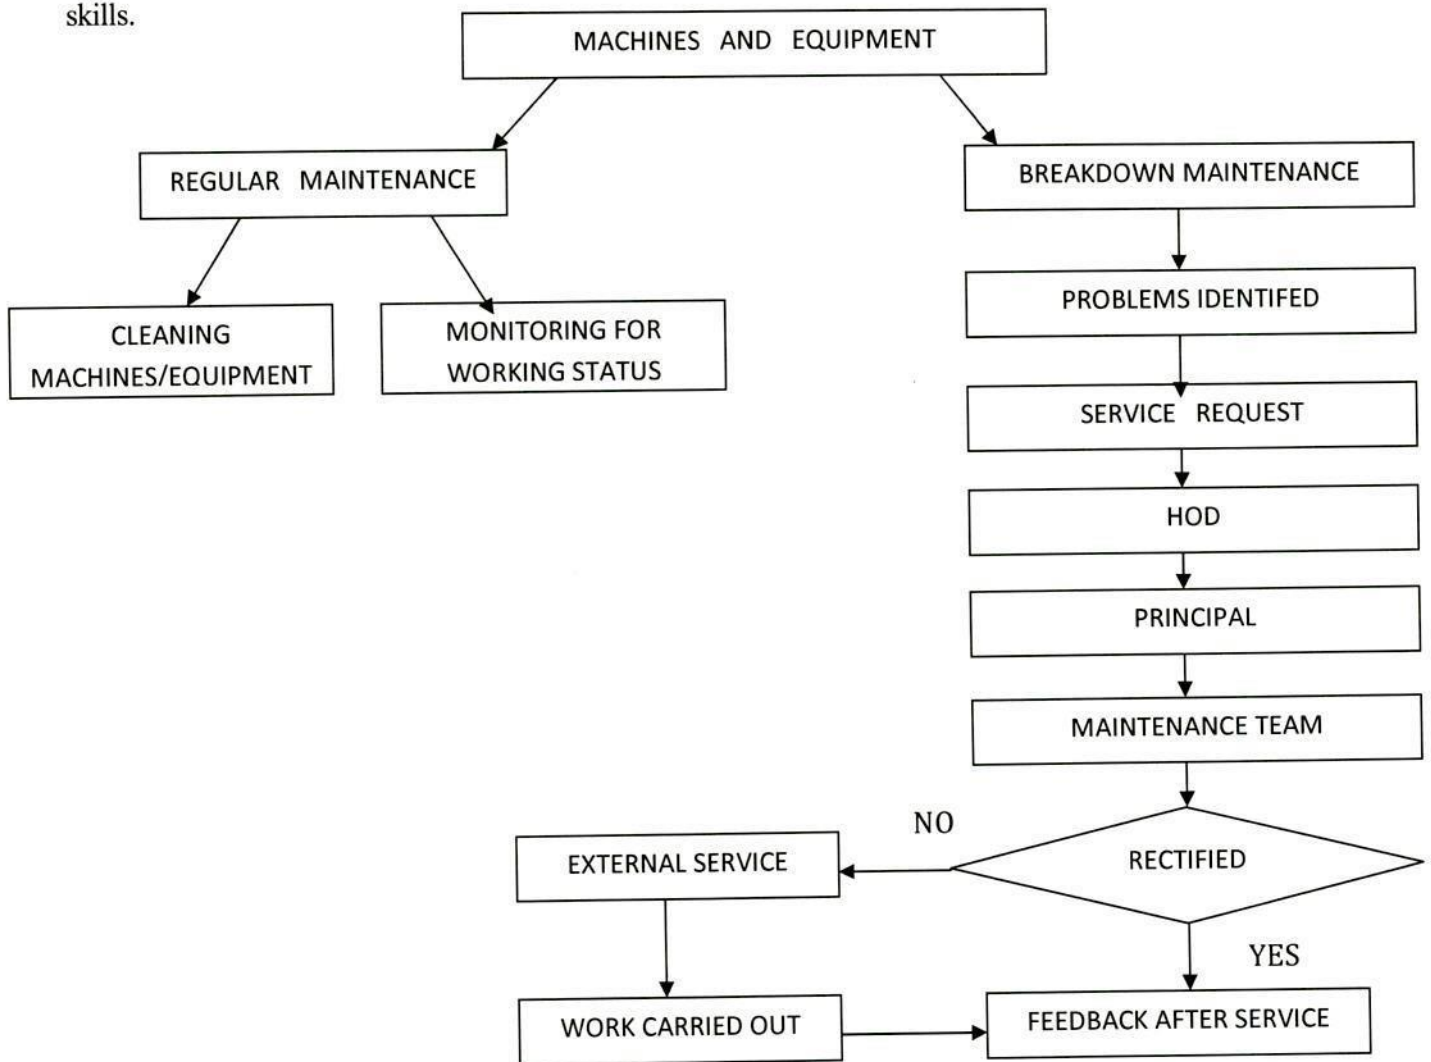 skills.
MACHINES AND EQUIPMENT
REGULAR MAINTENANCE
BREAKDOWN MAINTENANCE
CLEANING
MACHINES/EQUIPMENT
MONITORING FOR
WORKING STATUS
PROBLEMS IDENTIFED
SERVICE REQUEST
HOD
PRINCIPAL
MAINTENANCE TEAM
RECTIFIED
NO
EXTERNAL SERVICE
YES
WORK CARRIED OUT
FEEDBACK AFTER SERVICE